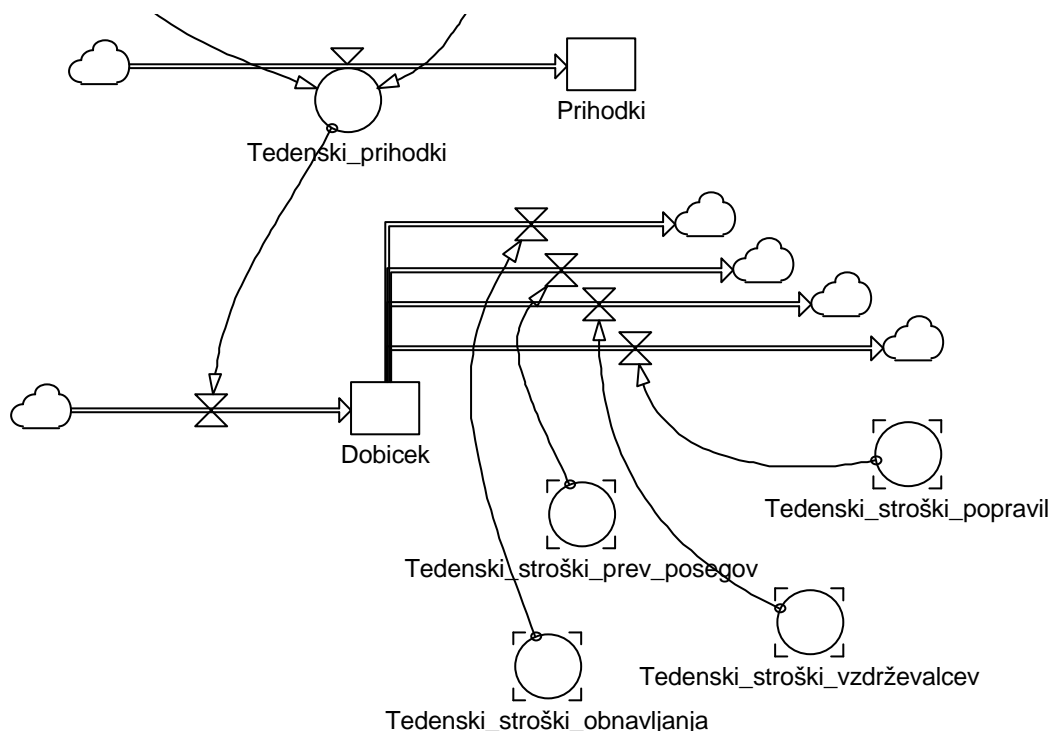 Prihodki
Tedenski_prihodki
Dobicek
Tedenski_stroški_popravil
Tedenski_stroški_prev_posegov
Tedenski_stroški_vzdrževalcev
Tedenski_stroški_obnavljanja